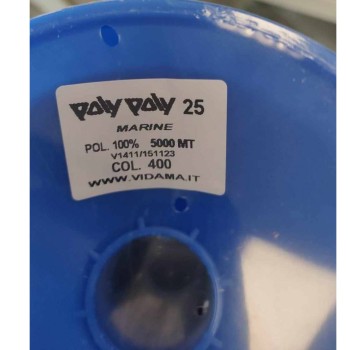 Poly Poly 25
MARINE
POL. 100% 5000 MT
V1411/151123
COL. 400
WWW.VIDAMA.IT